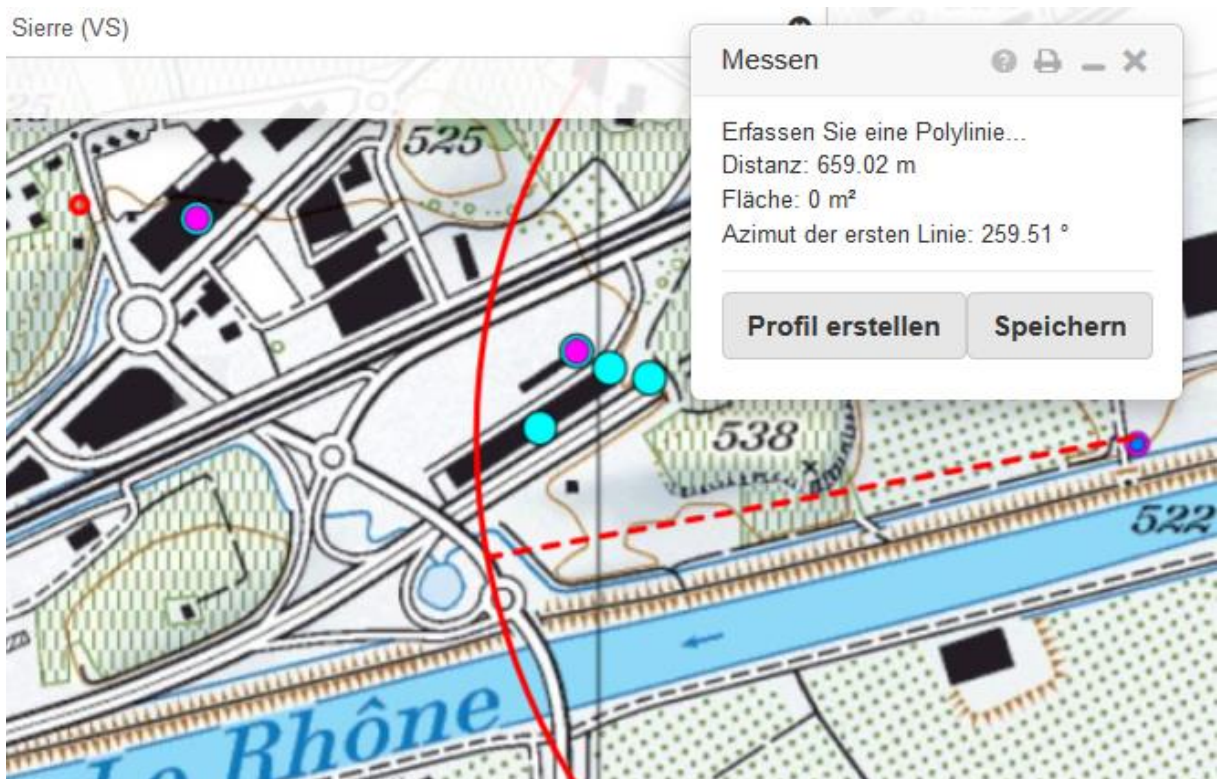 Sierre (VS)
Messen
Erfassen Sie eine Polylinie...
Distanz: 659.02 m
Fläche: 0 m²
Azimut der ersten Linie: 259.51 °
Profil erstellen Speichern
525
538
522
Le Rhône